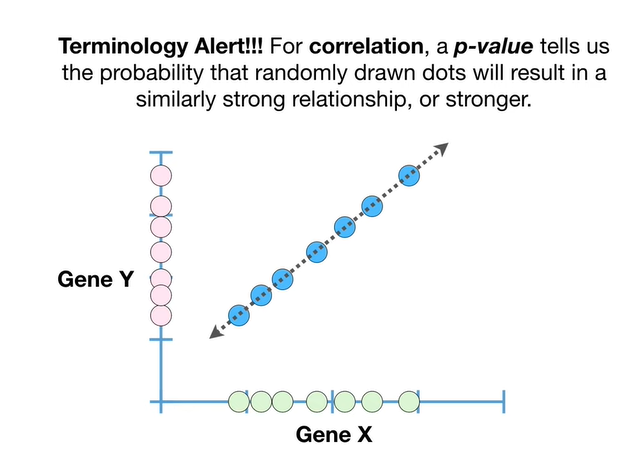 Terminology Alert!!! For correlation, a p-value tells us
the probability that randomly drawn dots will result in a
similarly strong relationship, or stronger.
Gene Y
Gene X